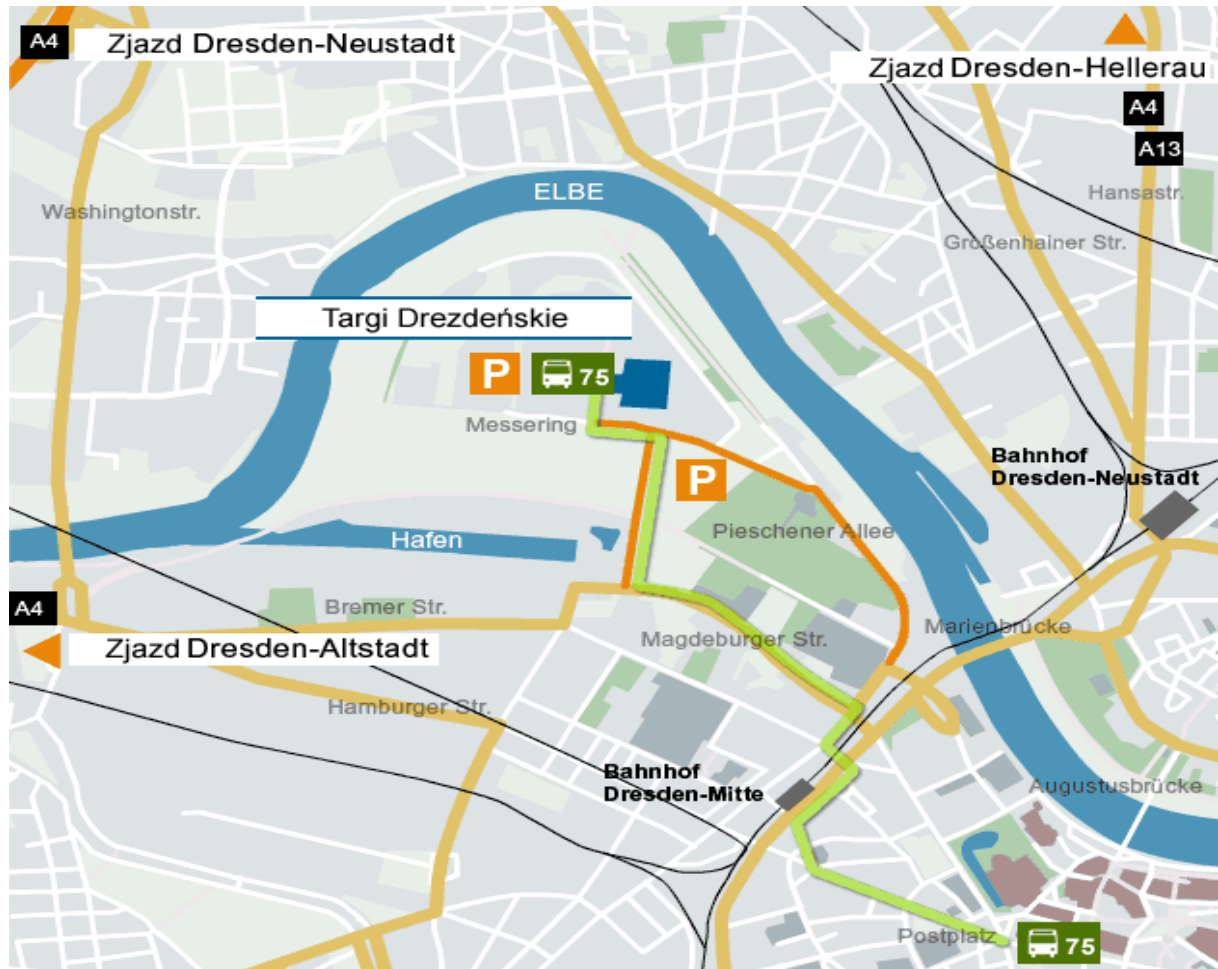 A4
Zjazd Dresden-Neustadt
Zjazd Dresden-Hellerau
A4
A13
Hansastr.
Washingtonstr.
ELBE
Großenhainer Str.
Targi Drezdeńskie
P
75
Messering
Bahnhof
Dresden-Neustadt
P
Pieschener Allee
Hafen
A4
Bremer Str.
Marienbrücke
Magdeburger Str.
Zjazd Dresden-Altstadt
Hamburger Str.
Bahnhof
Dresden-Mitte
Augustusbrücke
Postplatz
75